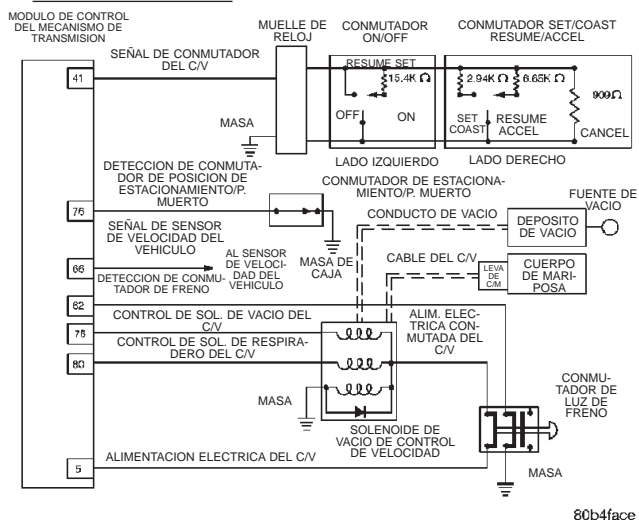 MODULO DE CONTROL
DEL MECANISMO DE
TRANSMISION
MUELLE DE
RELOJ
CONMUTADOR
ON/OFF
CONMUTADOR SET/COAST
RESUME/ACCEL
SEÑAL DE CONMUTADOR
DEL C/V
41
MASA
RESUME SET
15.4K Ω
OFF
ON
2.94K Ω
6.65K Ω
909Ω
SET
COAST
RESUME
ACCEL
CANCEL
LADO IZQUIERDO
LADO DERECHO
DETECCION DE CONMUTA-
DOR DE POSICION DE
ESTACIONAMIENTO/P.
MUERTO
76
CONMUTADOR DE ESTACIONA-
MIENTO/P. MUERTO
MASA DE
CAJA
CONDUCTO DE VACIO
DEPOSITO
DE VACIO
FUENTE DE
VACIO
SEÑAL DE SENSOR
DE VELOCIDAD DEL
VEHICULO
66
AL SENSOR
DE VELOCI-
DAD DEL
VEHICULO
CABLE DEL C/V
LEVA
DE
C/M
CUERPO
DE MARI-
POSA
DETECCION DE CONMU-
TADOR DE FRENO
62
CONTROL DE SOL. DE VACIO DEL
C/V
78
CONTROL DE SOL. DE RESPIRA-
DERO DEL C/V
80
ALIM. ELEC-
TRICA CON-
MUTADA DEL
C/V
MASA
SOLENOIDE DE
VACIO DE CONTROL
DE VELOCIDAD
CONMU-
TADOR DE
LUZ DE
FRENO
ALIMENTACION ELECTRICA DEL C/V
5
MASA
80b4face